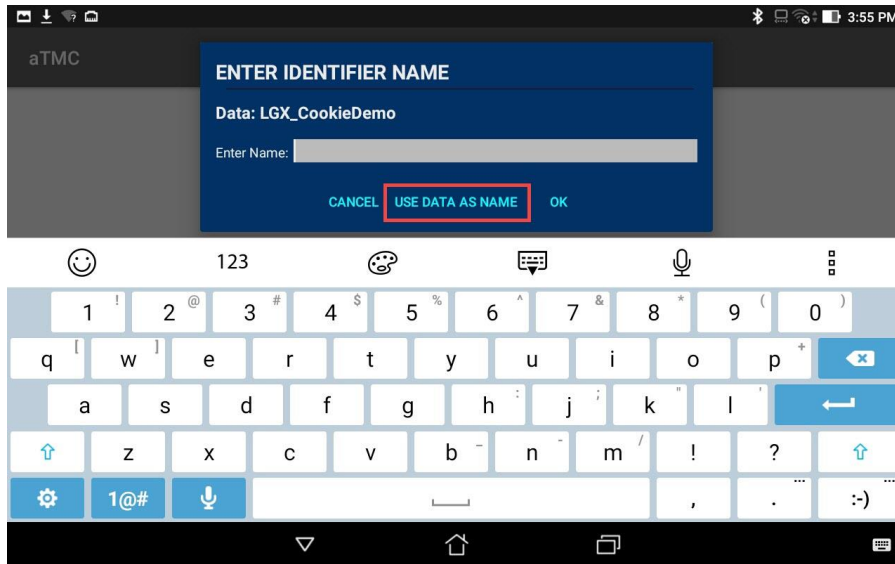 3:55 PM
aTMC
ENTER IDENTIFIER NAME
Data: LGX_CookieDemo
Enter Name:
CANCEL USE DATA AS NAME OK
123
1 ! 2 @ 3 # 4 $ 5 % 6 ^ 7 & 8 * 9 ( 0 )
q [ w ] e r t y u i o p +
a s d f g h : j ; k " l '
z x c v b _ n - m / ! ?
1@# , . ... :-) ...